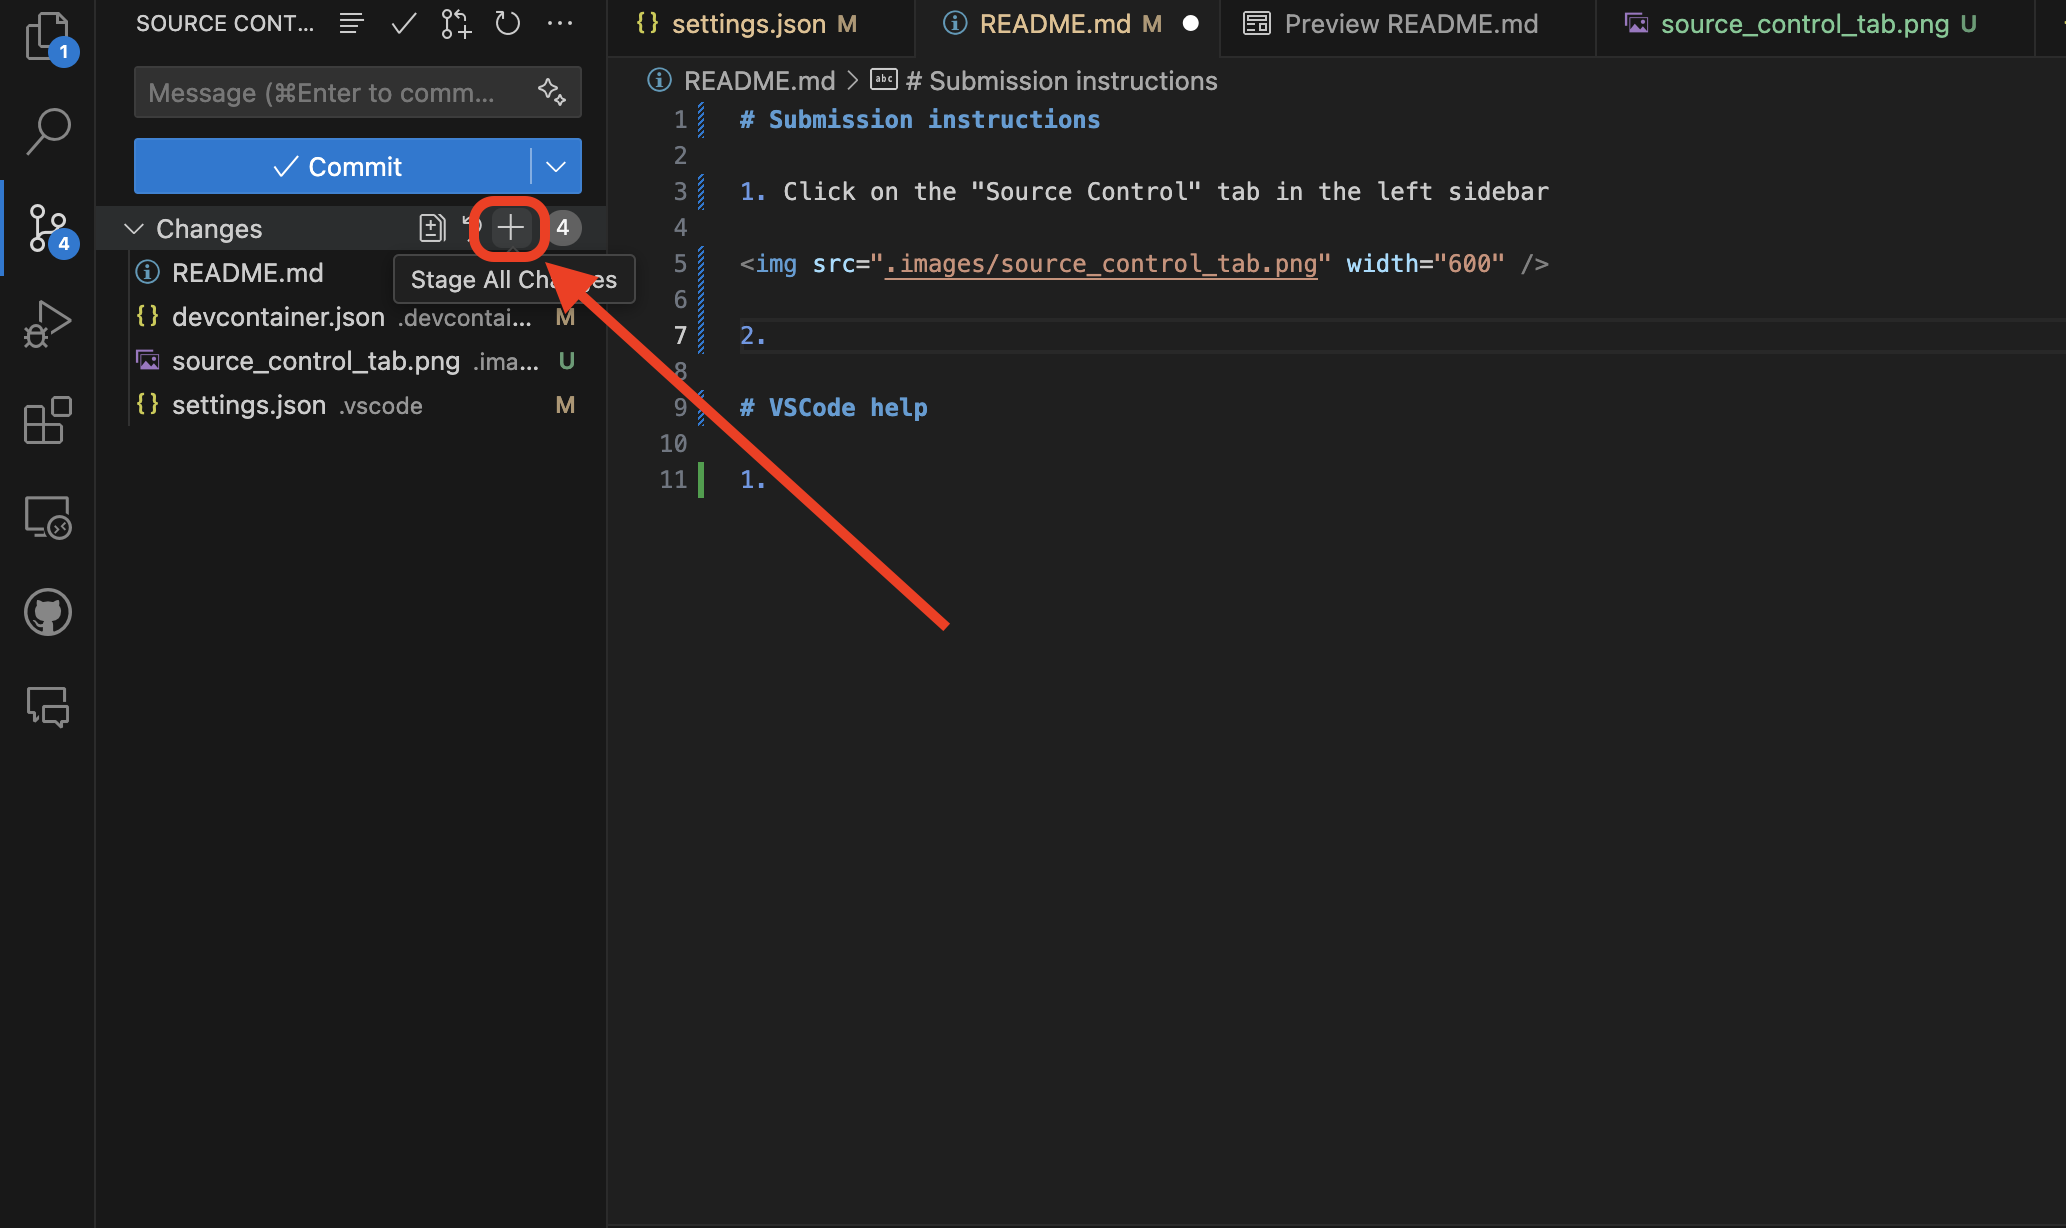 1
SOURCE CONT...
Message (⌘Enter to comm...
Commit
4
Changes
4
README.md
Stage All Cha es
devcontainer.json .devcontai... M
source_control_tab.png .ima... U
settings.json .vscode M
{} settings.json M
README.md M
Preview README.md
source_control_tab.png U
README.md > abc # Submission instructions
1 # Submission instructions
2
3 1. Click on the "Source Control" tab in the left sidebar
4
5 <img src=".images/source_control_tab.png" width="600" />
6
7 2.
8
9 # VSCode help
10
11 1.